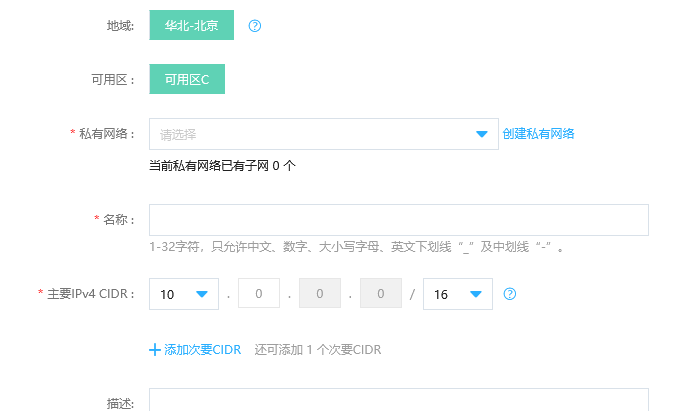 地域: 华北-北京 ?
可用区 : 可用区C
* 私有网络 : 请选择 创建私有网络
当前私有网络已有子网 0 个
* 名称 :
1-32字符，只允许中文、数字、大小写字母、英文下划线“_”及中划线“-”。
* 主要IPv4 CIDR : 10 . 0 . 0 . 0 / 16 ?
+ 添加次要CIDR 还可添加 1 个次要CIDR
描述: